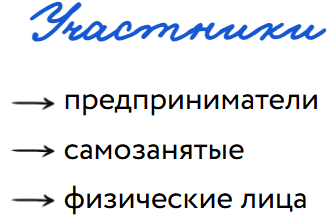 Участники
→ предприниматели
→ самозанятые
→ физические лица